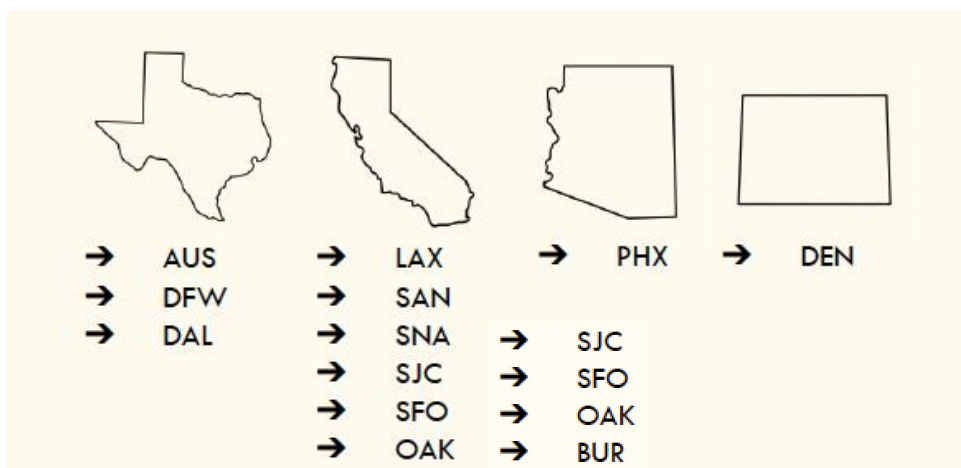 ➔ AUS
➔ DFW
➔ DAL
➔ LAX
➔ SAN
➔ SNA
➔ SJC
➔ SFO
➔ OAK
➔ PHX
➔ SJC
➔ SFO
➔ OAK
➔ BUR
➔ DEN